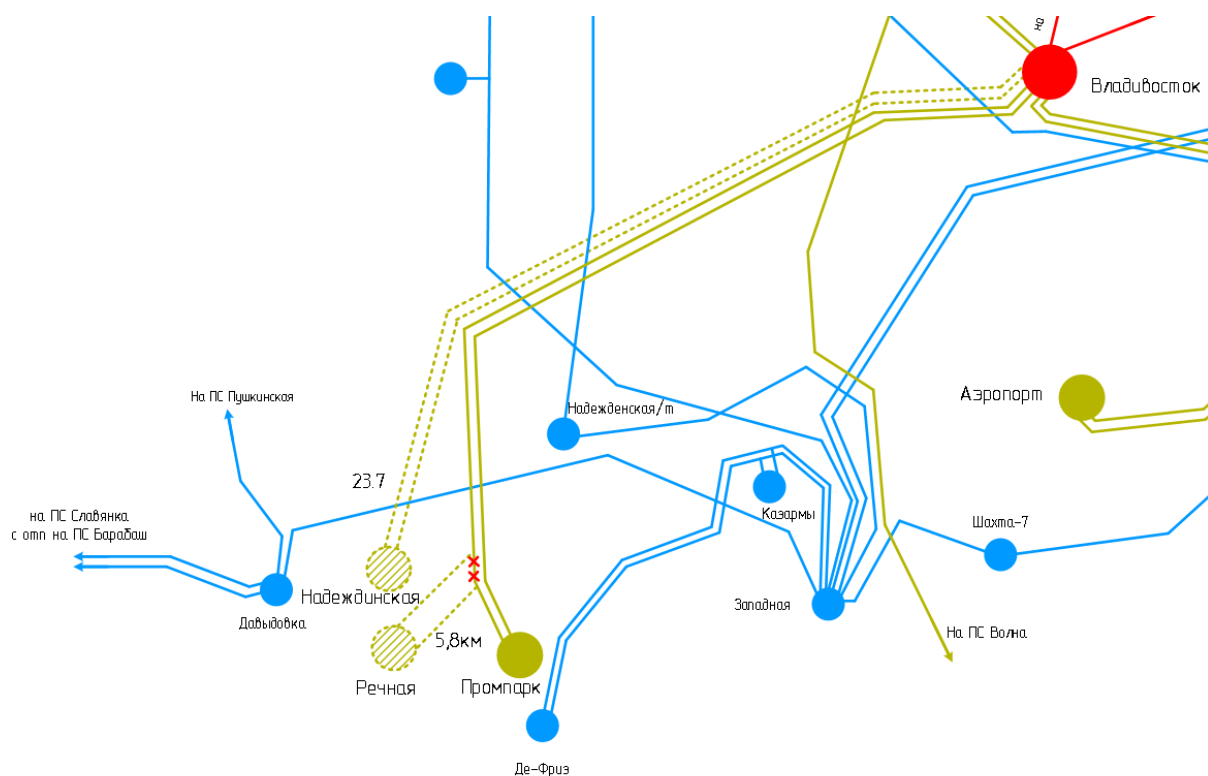 на
Владивосток
Аэропорт
На ПС Пушкинская
Надежденская/т
23.7
на ПС Славянка
с отп на ПС Барабаш
Казармы
Шахта-7
Надеждинская
Давыдовка
Западная
5,8км
На ПС Волна
Речная
Промпарк
Де-Фриз